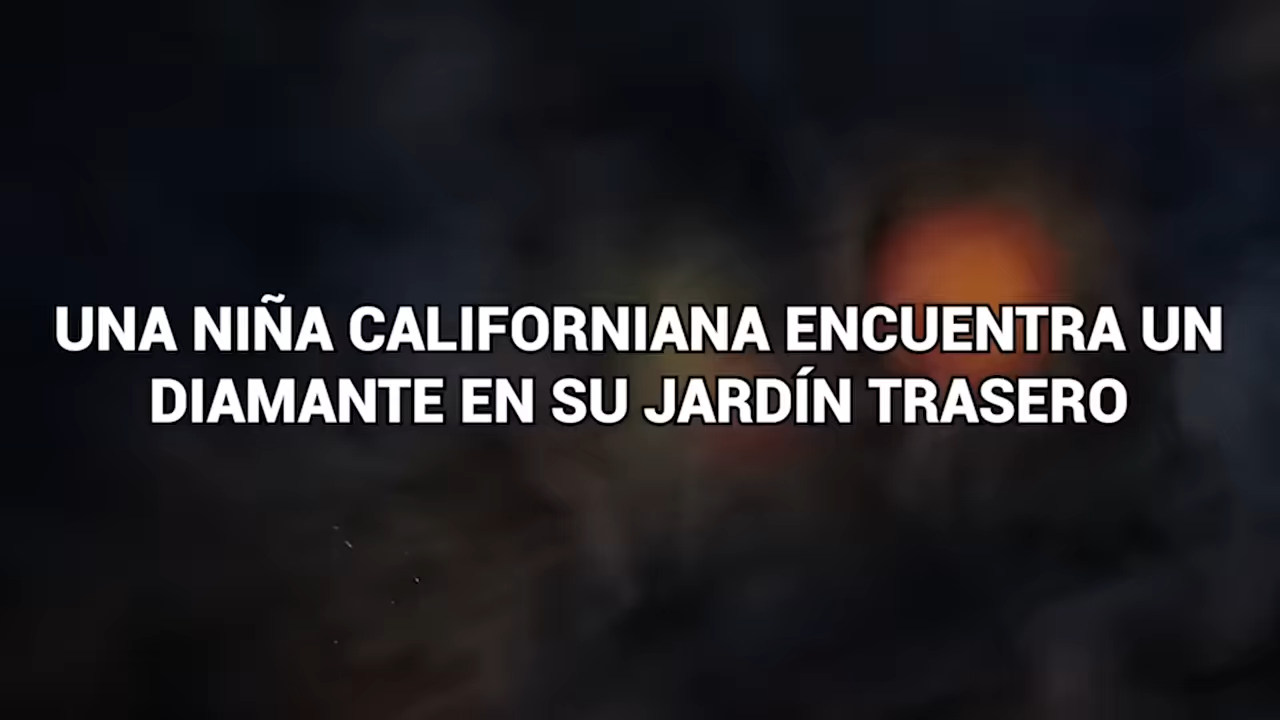 UNA NIÑA CALIFORNIANA ENCUENTRA UN
DIAMANTE EN SU JARDÍN TRASERO